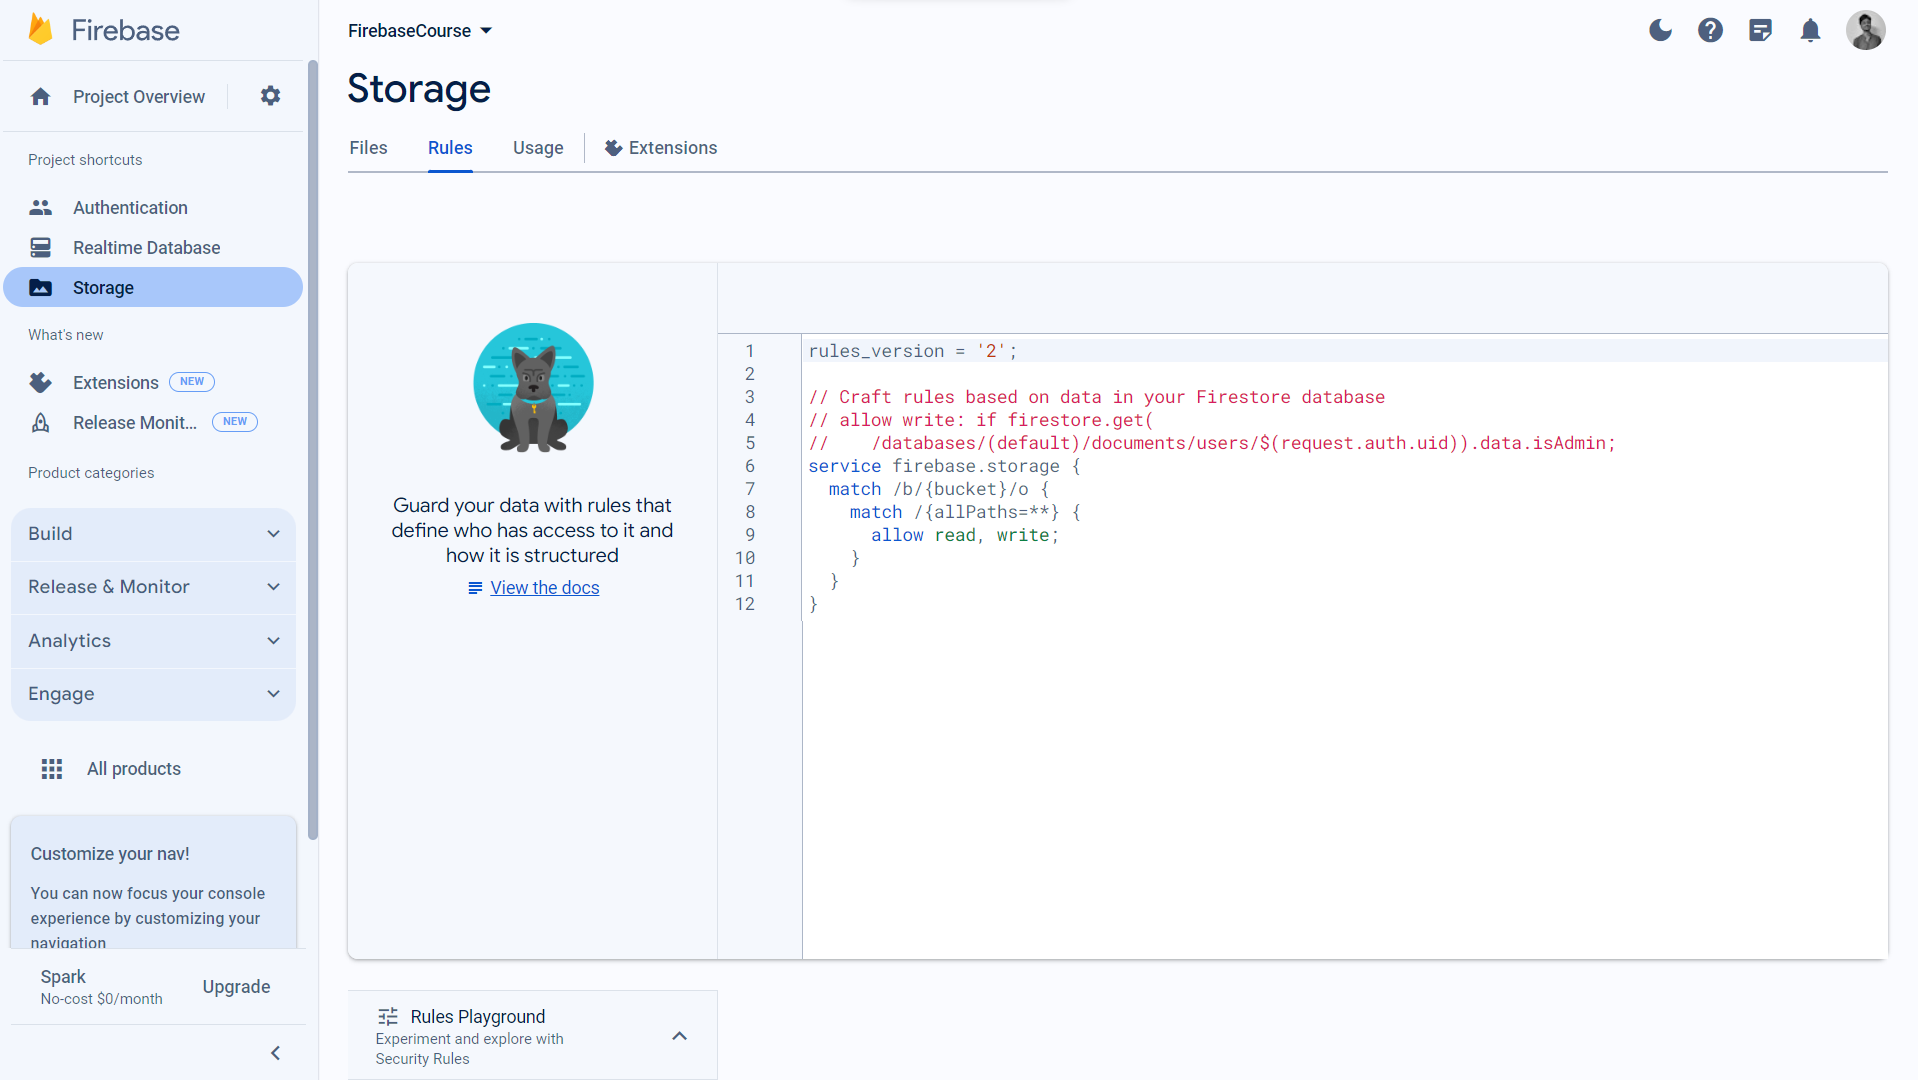 Firebase
Project Overview
Project shortcuts
Authentication
Realtime Database
Storage
What's new
Extensions NEW
Release Monit... NEW
Product categories
Build
Release & Monitor
Analytics
Engage
All products
Customize your nav!
You can now focus your console
experience by customizing your
navigation
Spark
No-cost $0/month
Upgrade
FirebaseCourse
Storage
Files Rules Usage Extensions
Guard your data with rules that
define who has access to it and
how it is structured
View the docs
1 rules_version = '2';
2
3 // Craft rules based on data in your Firestore database
4 // allow write: if firestore.get(
5 //    /databases/(default)/documents/users/$(request.auth.uid)).data.isAdmin;
6 service firebase.storage {
7   match /b/{bucket}/o {
8     match /{allPaths=**} {
9       allow read, write;
10     }
11   }
12 }
Rules Playground
Experiment and explore with
Security Rules